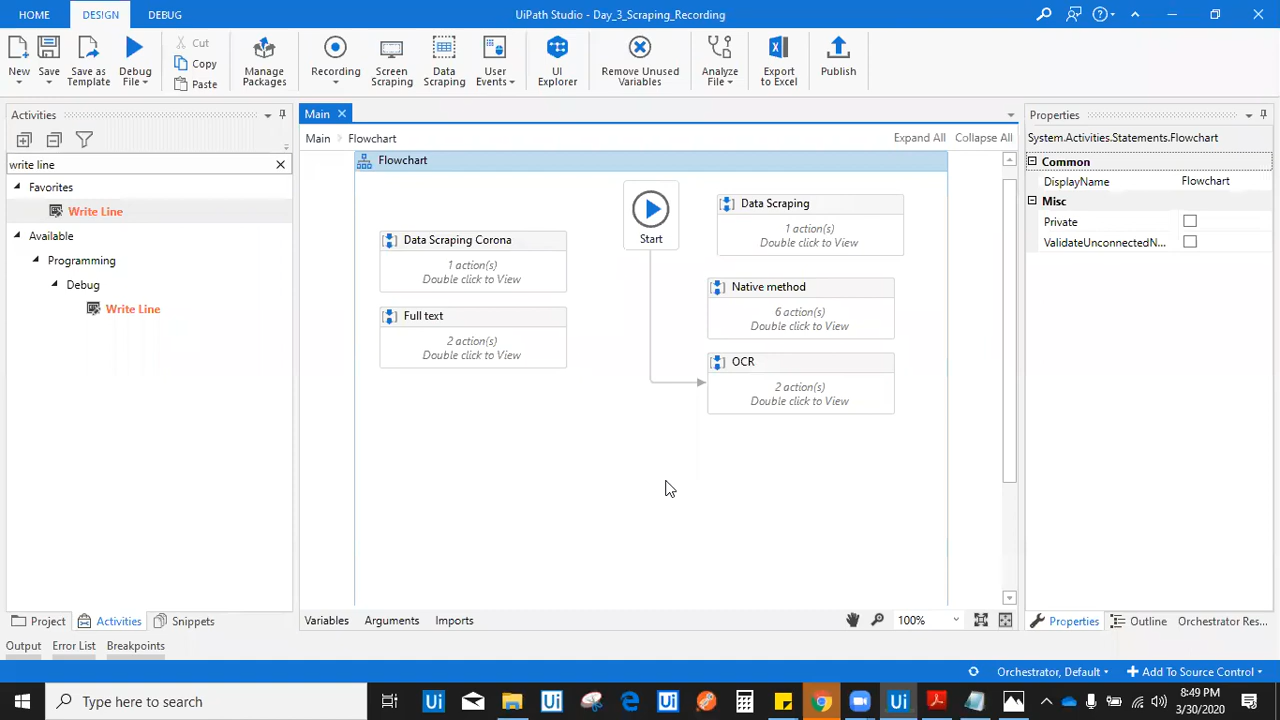 HOME DESIGN DEBUG UiPath Studio - Day_3_Scraping_Recording
New Save Save as Template Debug File Cut Copy Paste Manage Packages Recording Screen Scraping Data Scraping User Events UI Explorer Remove Unused Variables Analyze File Export to Excel Publish
Activities
write line
Favorites
Write Line
Available
Programming
Debug
Write Line
Project Activities Snippets
Main
Main Flowchart Expand All Collapse All
Flowchart
Start
Data Scraping
1 action(s)
Double click to View
Data Scraping Corona
1 action(s)
Double click to View
Native method
6 action(s)
Double click to View
Full text
2 action(s)
Double click to View
OCR
2 action(s)
Double click to View
Variables Arguments Imports 100%
Properties
System.Activities.Statements.Flowchart
Common
DisplayName Flowchart
Misc
Private
ValidateUnconnectedN...
Properties Outline Orchestrator Res...
Output Error List Breakpoints
Orchestrator, Default Add To Source Control
Type here to search
8:49 PM
3/30/2020